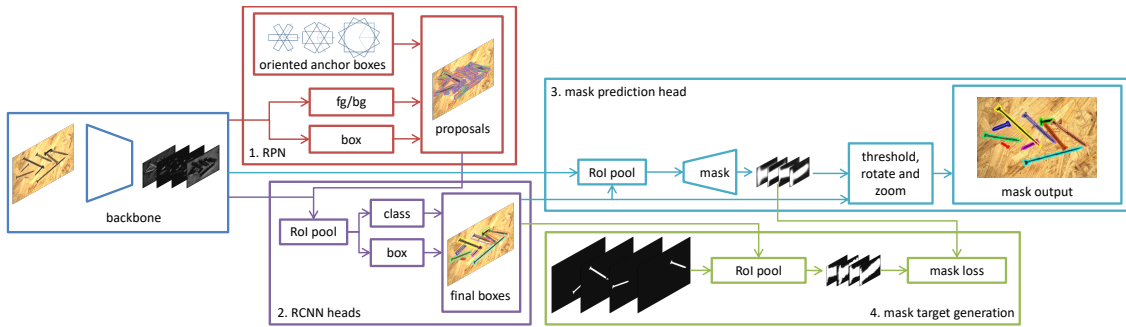 oriented anchor boxes
fg/bg
box
proposals
1. RPN
backbone
RoI pool
class
box
final boxes
2. RCNN heads
3. mask prediction head
RoI pool
mask
threshold,
rotate and
zoom
mask output
RoI pool
mask loss
4. mask target generation